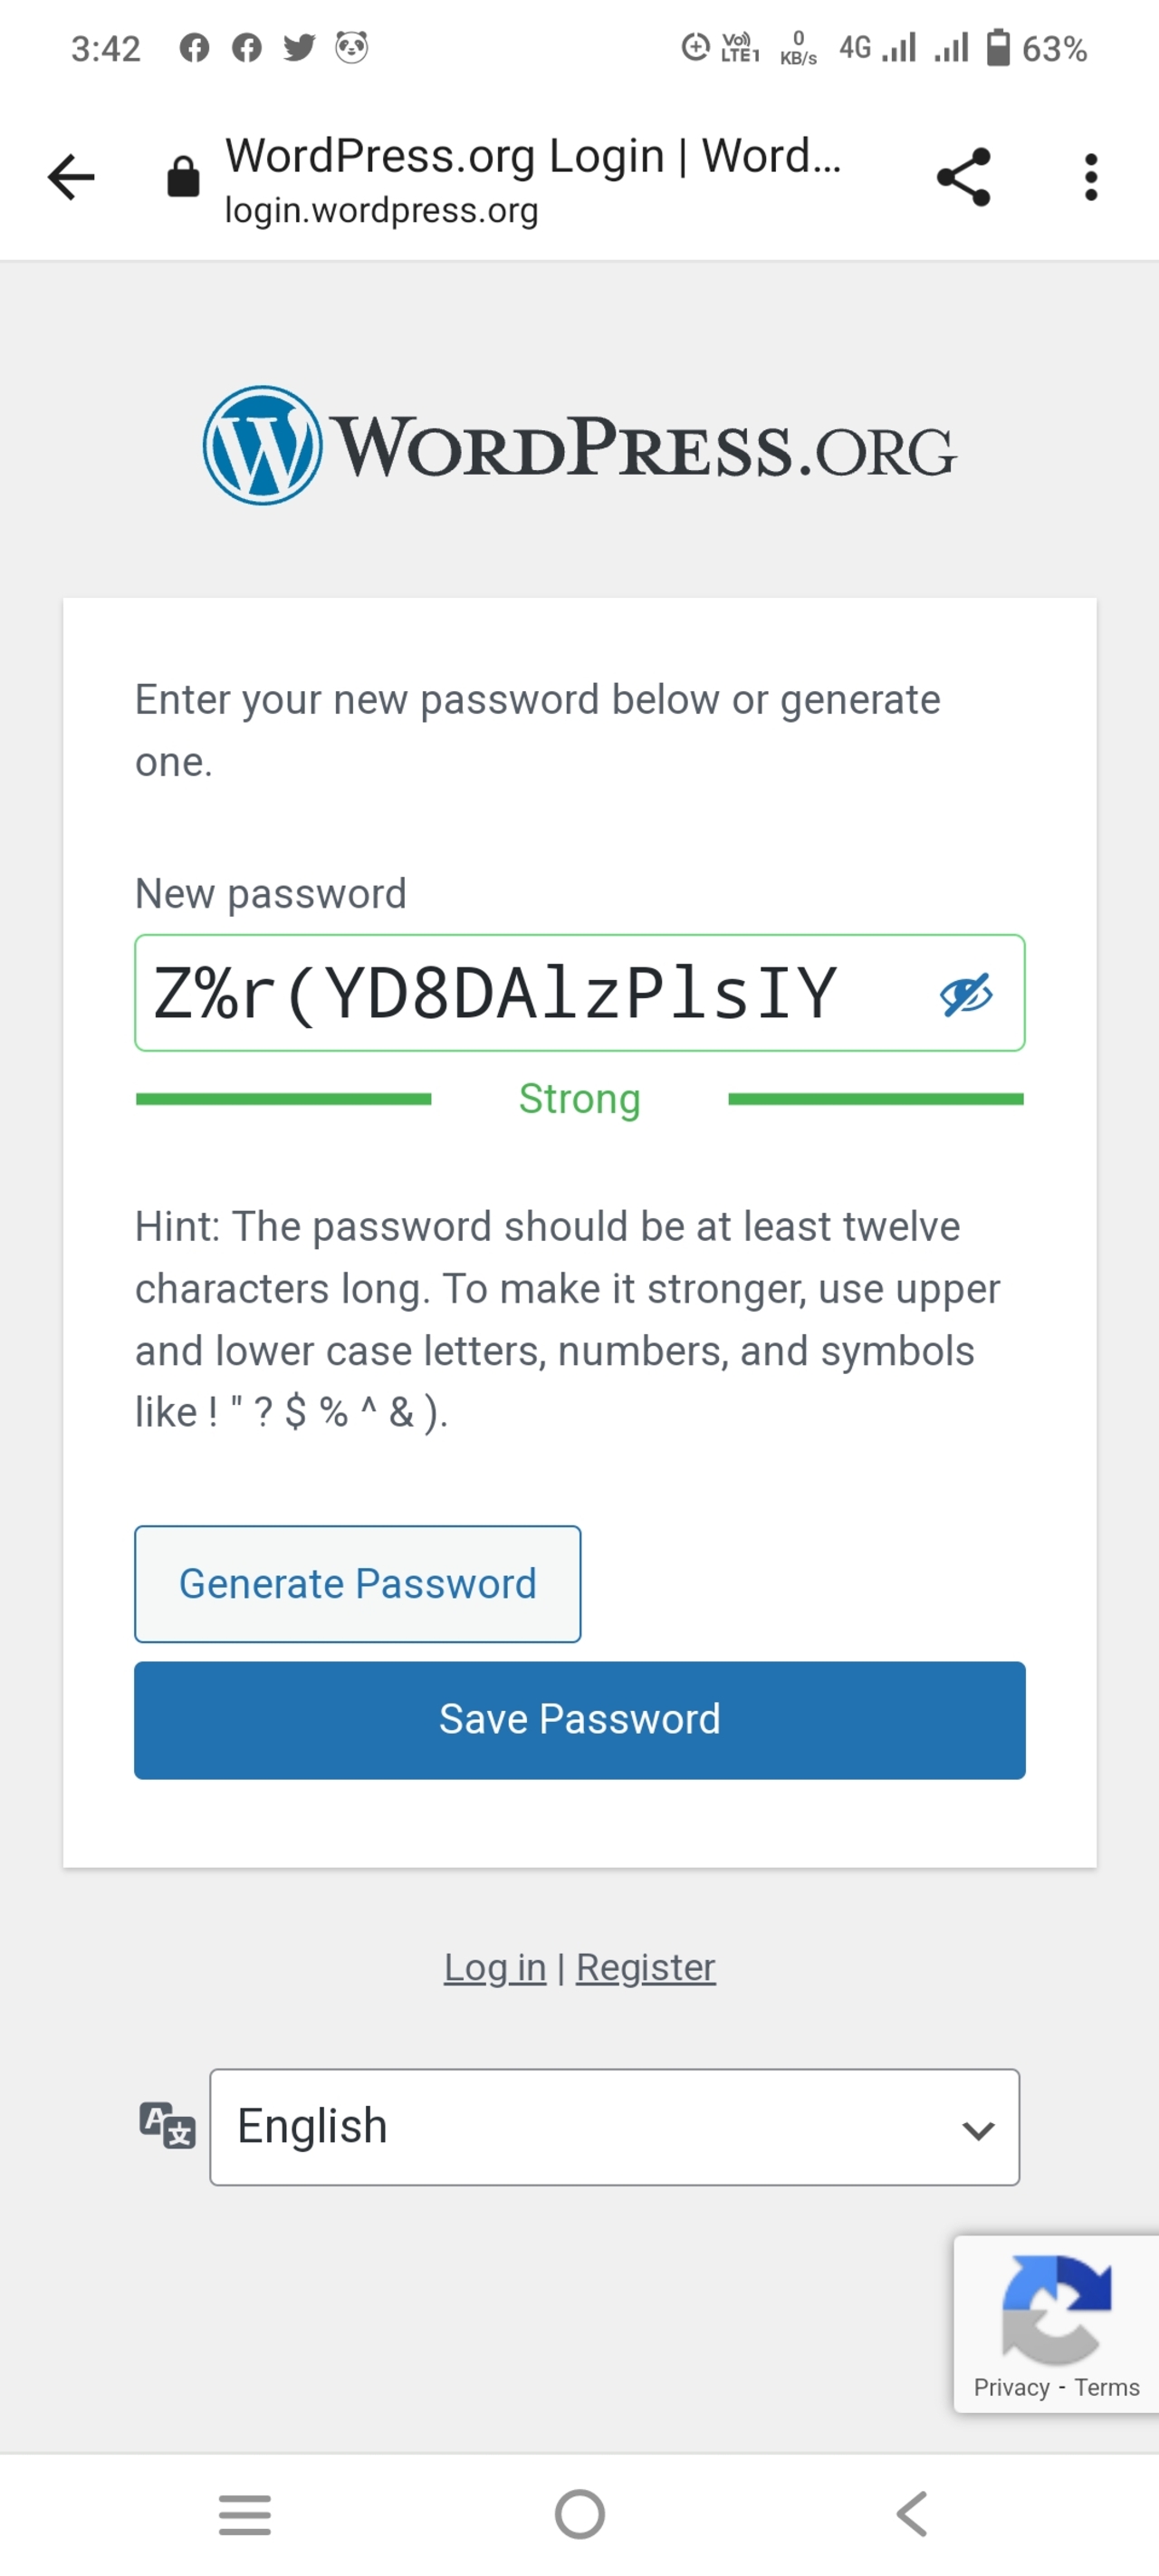 3:42
Vo)) LTE1
0 KB/s
4G
63%
WordPress.org Login | Word...
login.wordpress.org
WORDPRESS.ORG
Enter your new password below or generate
one.
New password
Z%r(YD8DAlzPlsIY
Strong
Hint: The password should be at least twelve
characters long. To make it stronger, use upper
and lower case letters, numbers, and symbols
like ! " ? $ % ^ & ).
Generate Password
Save Password
Log in | Register
English
Privacy - Terms